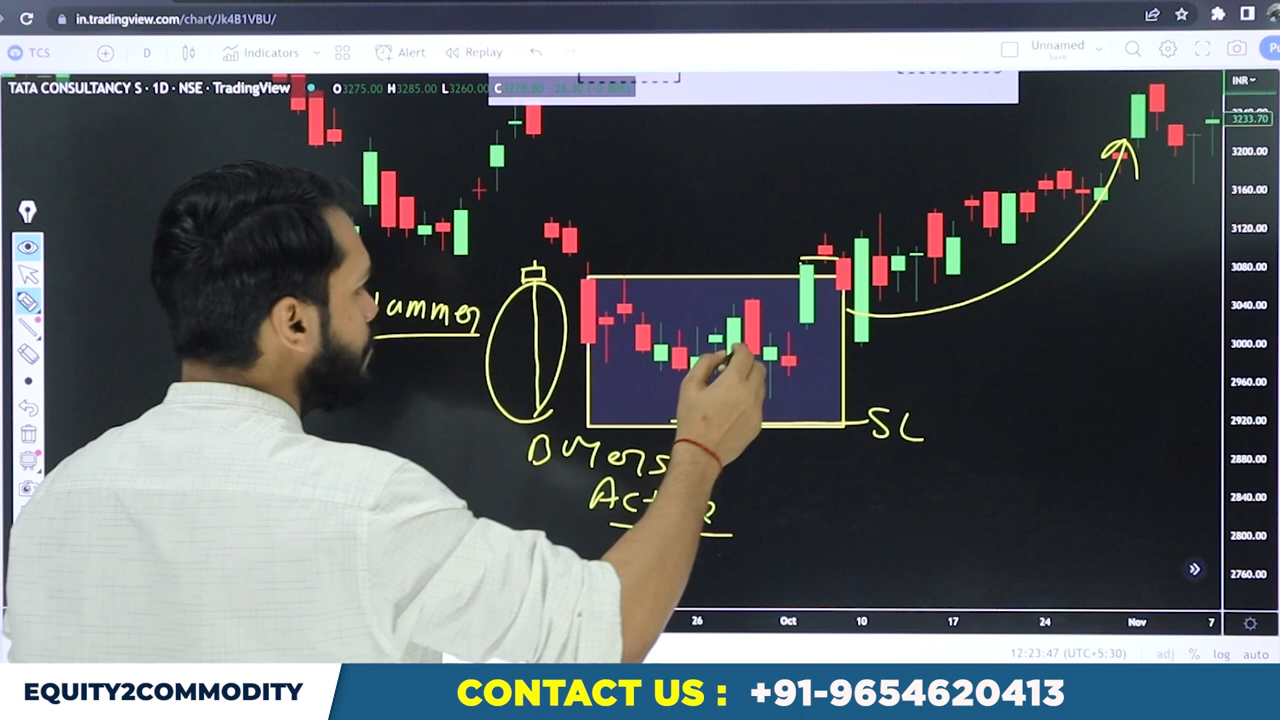 in.tradingview.com/chart/Jk4B1VBU/
TCS D Indicators Alert Replay Unnamed
Save
TATA CONSULTANCY S · 1D · NSE · TradingView O3275.00 H3285.00 L3260.00
INR
3233.70
3200.00
3160.00
3120.00
3080.00
3040.00
3000.00
2960.00
2920.00
2880.00
2840.00
2800.00
2760.00
SL
Buyers
26 Oct 10 17 24 Nov 7
12:23:47 (UTC+5:30) adj % log auto
EQUITY2COMMODITY
CONTACT US : +91-9654620413